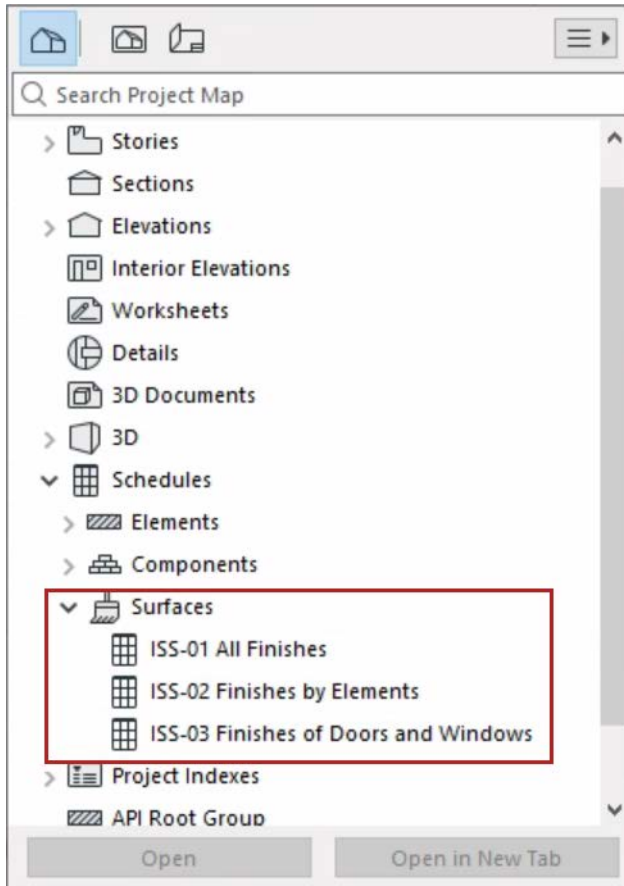 Search Project Map
Stories
Sections
Elevations
Interior Elevations
Worksheets
Details
3D Documents
3D
Schedules
Elements
Components
Surfaces
ISS-01 All Finishes
ISS-02 Finishes by Elements
ISS-03 Finishes of Doors and Windows
Project Indexes
API Root Group
Open
Open in New Tab